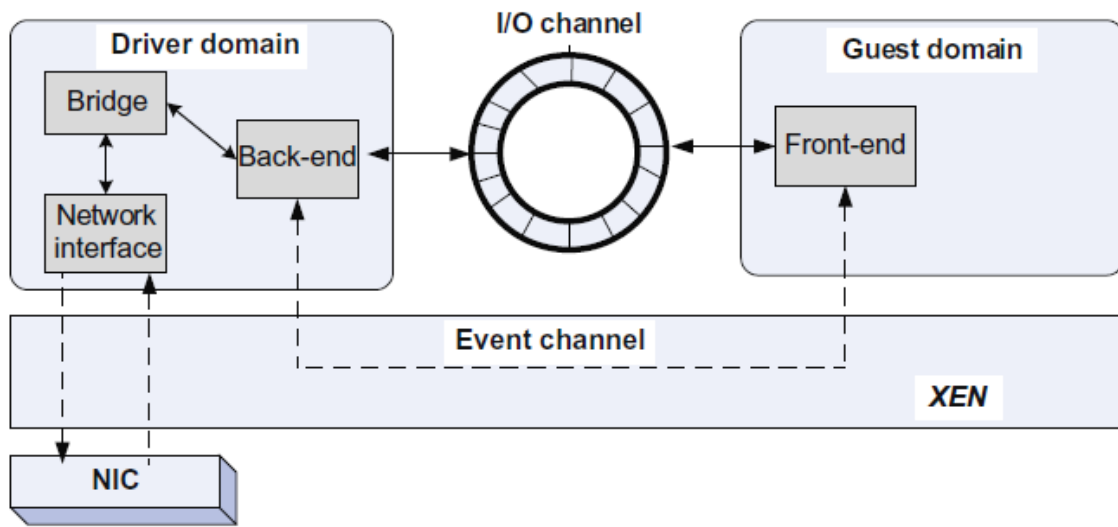 I/O channel
Driver domain
Guest domain
Bridge
Back-end
Front-end
Network
interface
Event channel
XEN
NIC